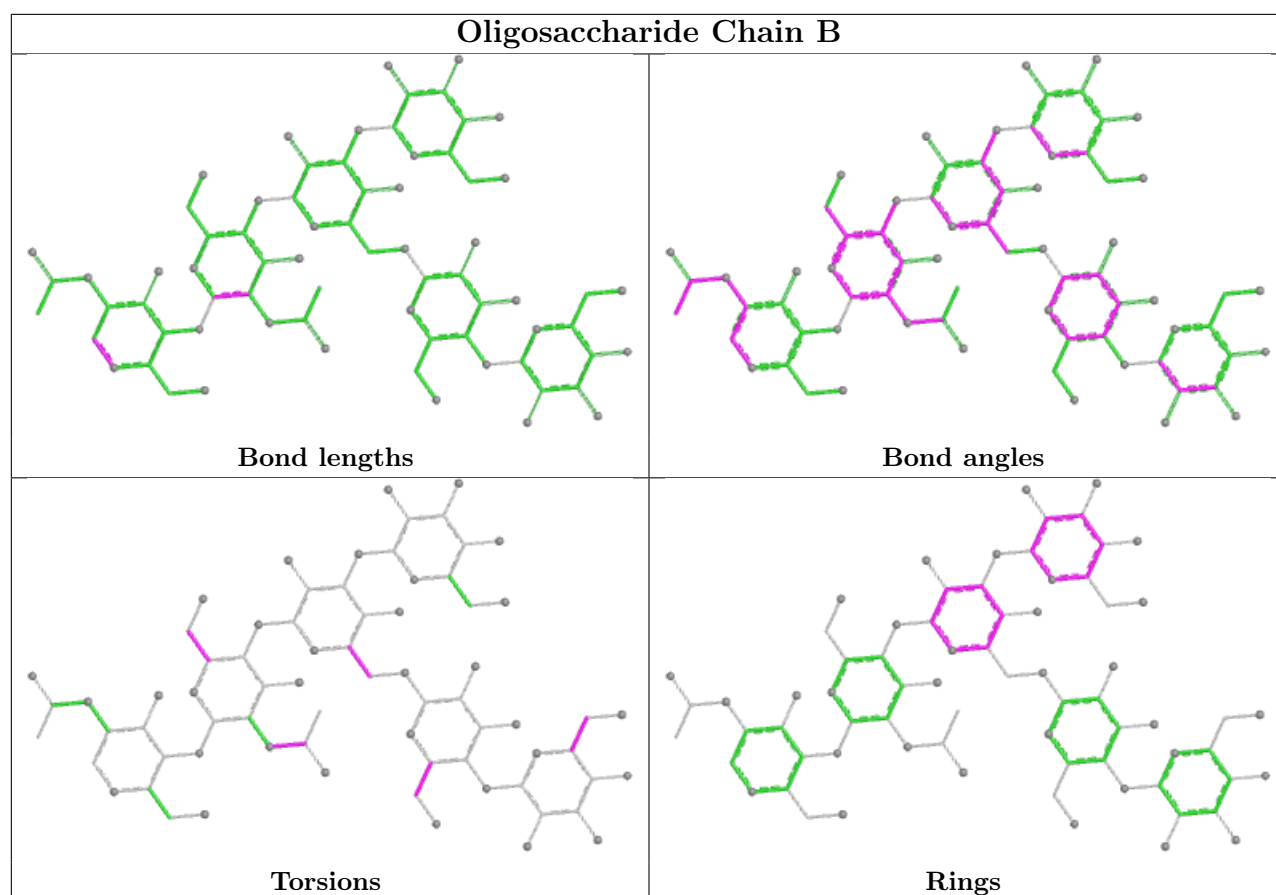 Oligosaccharide Chain B
Bond lengths
Bond angles
Torsions
Rings